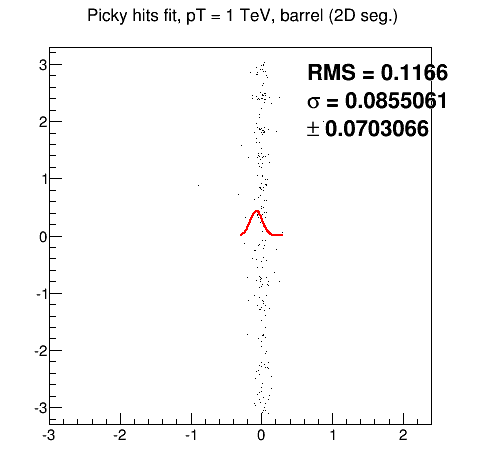 Picky hits fit, pT = 1 TeV, barrel (2D seg.)
RMS = 0.1166
σ = 0.0855061
± 0.0703066
3
2
1
0
-1
-2
-3
-3 -2 -1 0 1 2